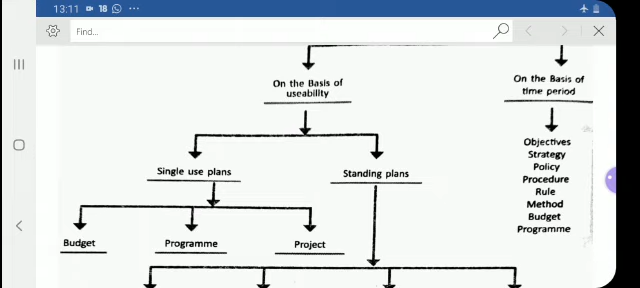 13:11 18
Find...
On the Basis of
useability
On the Basis of
time period
Single use plans
Standing plans
Objectives
Strategy
Policy
Procedure
Rule
Method
Budget
Programme
Budget
Programme
Project